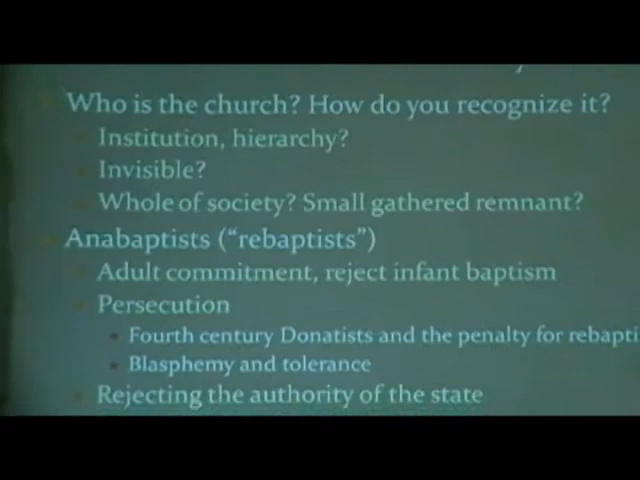 Who is the church? How do you recognize it?
Institution, hierarchy?
Invisible?
Whole of society? Small gathered remnant?
Anabaptists ("rebaptists")
Adult commitment, reject infant baptism
Persecution
Fourth century Donatists and the penalty for
Blasphemy and tolerance
Rejecting the authority of the state